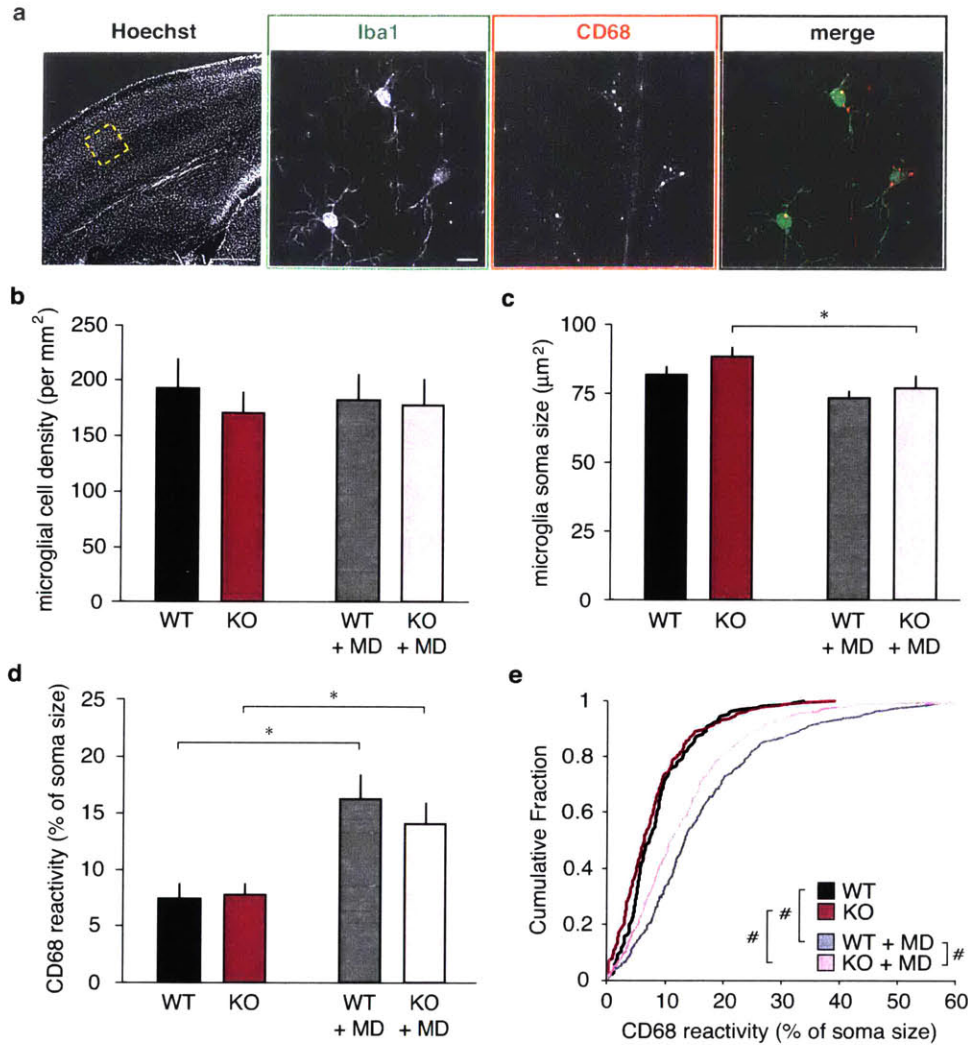 a
Hoechst
Iba1
CD68
merge
b
microglial cell density (per mm²)
250
200
150
100
50
0
WT
KO
WT
+ MD
KO
+ MD
c
microglia soma size (µm²)
100
75
50
25
0
*
WT
KO
WT
+ MD
KO
+ MD
d
CD68 reactivity (% of soma size)
25
20
15
10
5
0
*
*
WT
KO
WT
+ MD
KO
+ MD
e
Cumulative Fraction
1
0.8
0.6
0.4
0.2
0
# # WT
KO
WT + MD
KO + MD #
0 10 20 30 40 50 60
CD68 reactivity (% of soma size)